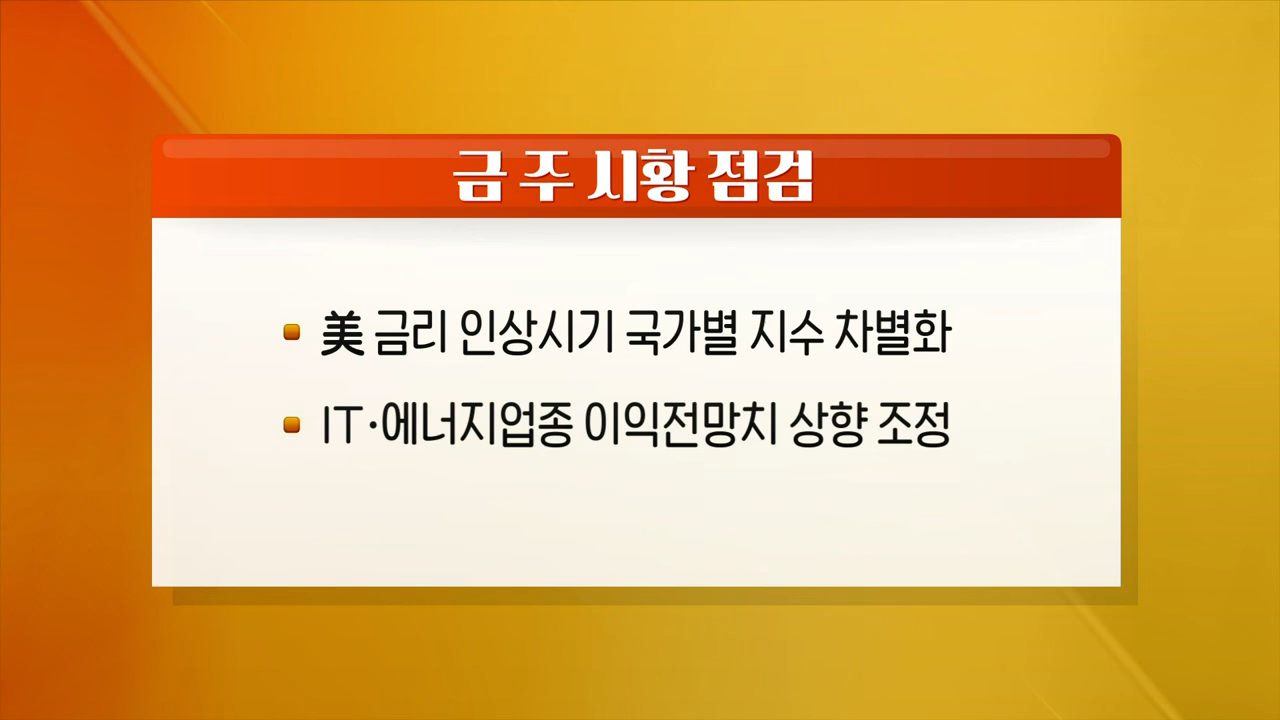 금주 시황 점검
美 금리 인상시기 국가별 지수 차별화
IT·에너지업종 이익전망치 상향 조정